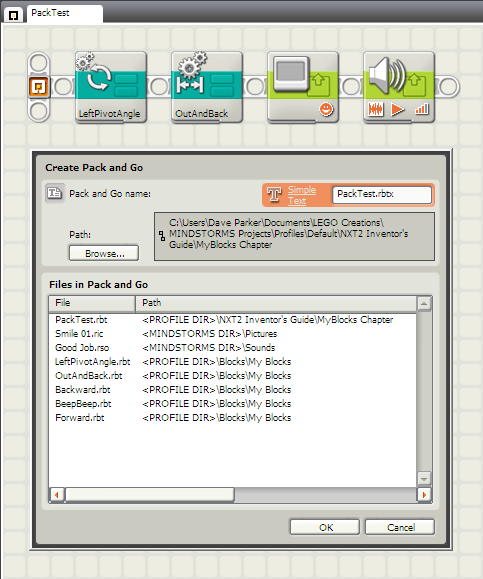 PackTest
LeftPivotAngle
OutAndBack
Create Pack and Go
Pack and Go name:
Simple
Text
PackTest.rbtx
Path:
Browse...
C:\Users\Dave Parker\Documents\LEGO Creations\
MINDSTORMS Projects\Profiles\Default\NXT2 Inventor's
Guide\MyBlocks Chapter
Files in Pack and Go
File Path
PackTest.rbt <PROFILE DIR>\NXT2 Inventor's Guide\MyBlocks Chapter
Smile 01.ric <MINDSTORMS DIR>\Pictures
Good Job.rso <MINDSTORMS DIR>\Sounds
LeftPivotAngle.rbt <PROFILE DIR>\Blocks\My Blocks
OutAndBack.rbt <PROFILE DIR>\Blocks\My Blocks
Backward.rbt <PROFILE DIR>\Blocks\My Blocks
BeepBeep.rbt <PROFILE DIR>\Blocks\My Blocks
Forward.rbt <PROFILE DIR>\Blocks\My Blocks
OK Cancel